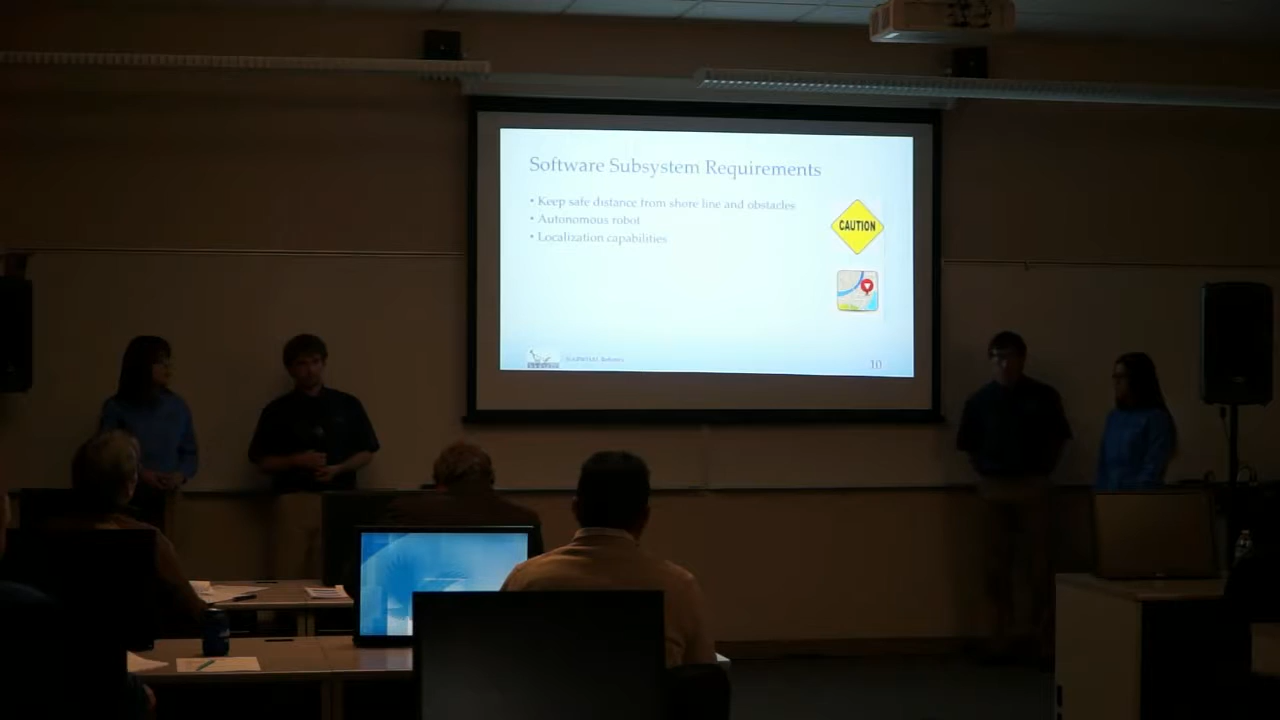 Software Subsystem Requirements
• Keep safe distance from shore line and obstacles
• Autonomous robot
• Localization capabilities
CAUTION
10